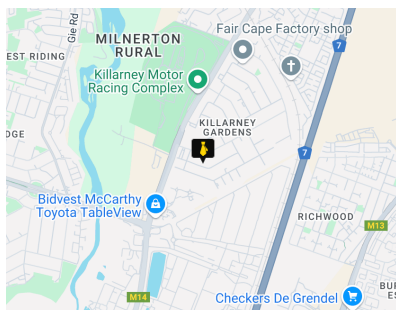 Gie Rd
MILNERTON
RURAL
Fair Cape Factory shop
7
EST RIDING
Killarney Motor
Racing Complex
KILLARNEY
GARDENS
DGE
7
Bidvest McCarthy
Toyota TableView
RICHWOOD
M13
M14
Checkers De Grendel
BUR
ES